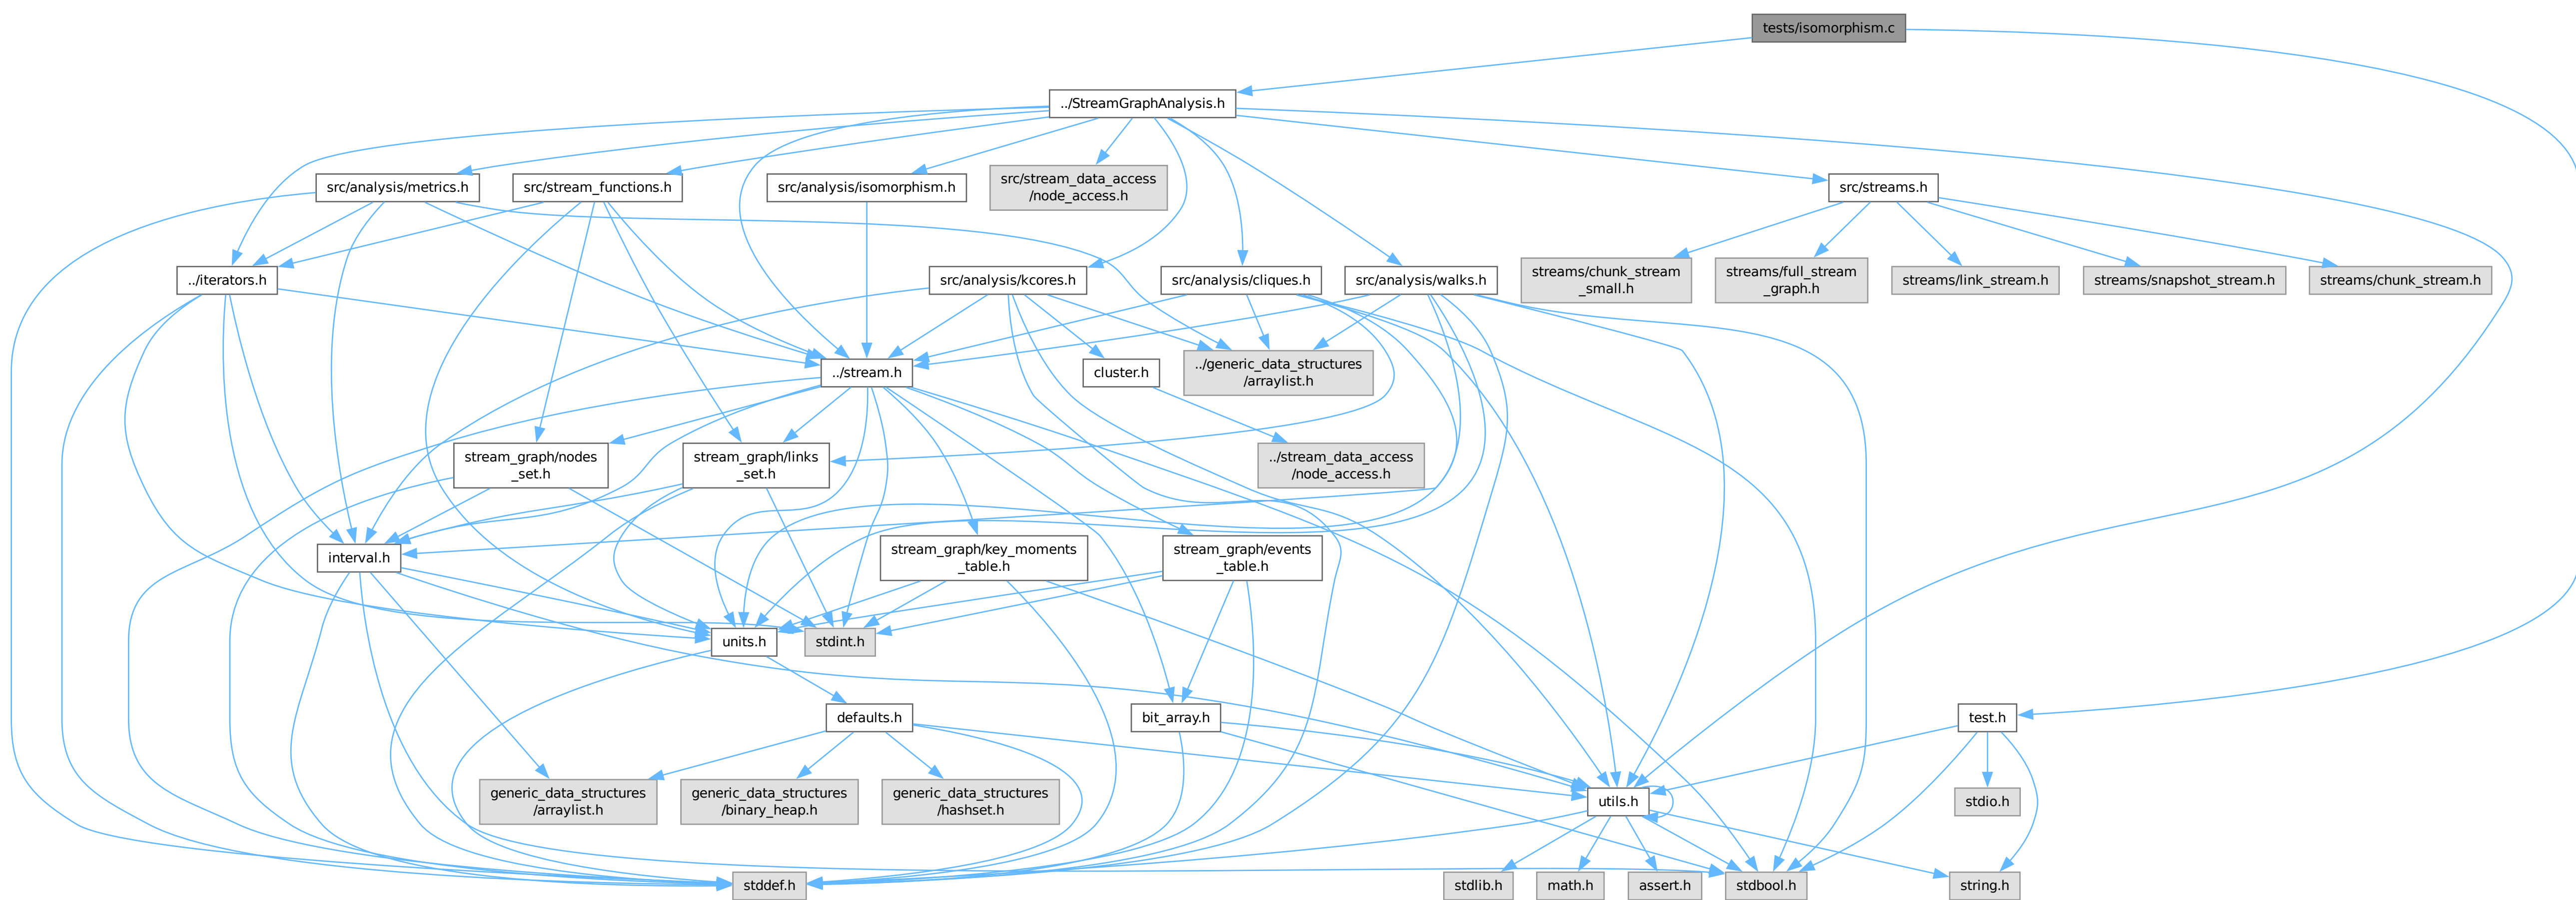 tests/isomorphism.c
../StreamGraphAnalysis.h
src/analysis/metrics.h
src/stream_functions.h
src/analysis/isomorphism.h
src/stream_data_access
/node_access.h
src/streams.h
../iterators.h
src/analysis/kcores.h
src/analysis/cliques.h
src/analysis/walks.h
streams/chunk_stream
_small.h
streams/full_stream
_graph.h
streams/link_stream.h
streams/snapshot_stream.h
streams/chunk_stream.h
../stream.h
cluster.h
../generic_data_structures
/arraylist.h
stream_graph/nodes
_set.h
stream_graph/links
_set.h
../stream_data_access
/node_access.h
interval.h
stream_graph/key_moments
_table.h
stream_graph/events
_table.h
units.h
stdint.h
defaults.h
bit_array.h
test.h
generic_data_structures
/arraylist.h
generic_data_structures
/binary_heap.h
generic_data_structures
/hashset.h
utils.h
stdio.h
stddef.h
stdlib.h
math.h
assert.h
stdbool.h
string.h